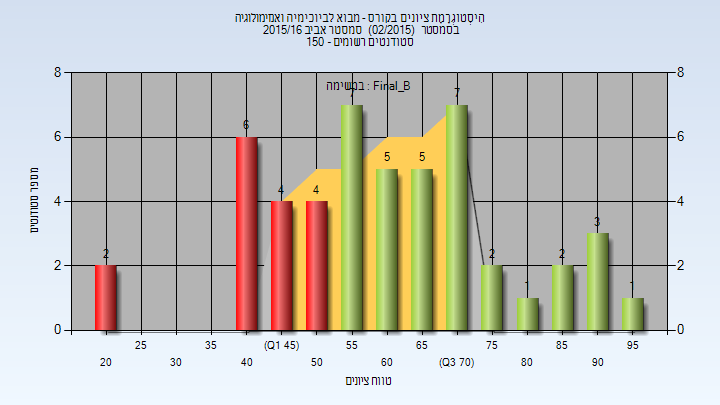 היסטוגרמת ציונים בקורס - מבוא לביוכימיה ואנזימולוגיה
בסמסטר (02/2015) סמסטר אביב 2015/16
סטודנטים רשומים - 150
בנשימה : Final_B
8 8
6 6
4 4
2 2
0 0
מספר סטודנטים
2 6 4 4 7 5 5 7 2 1 2 3 1
25 35 (Q1 45) 55 65 75 85 95
20 30 40 50 60 (Q3 70) 80 90
טווח ציונים